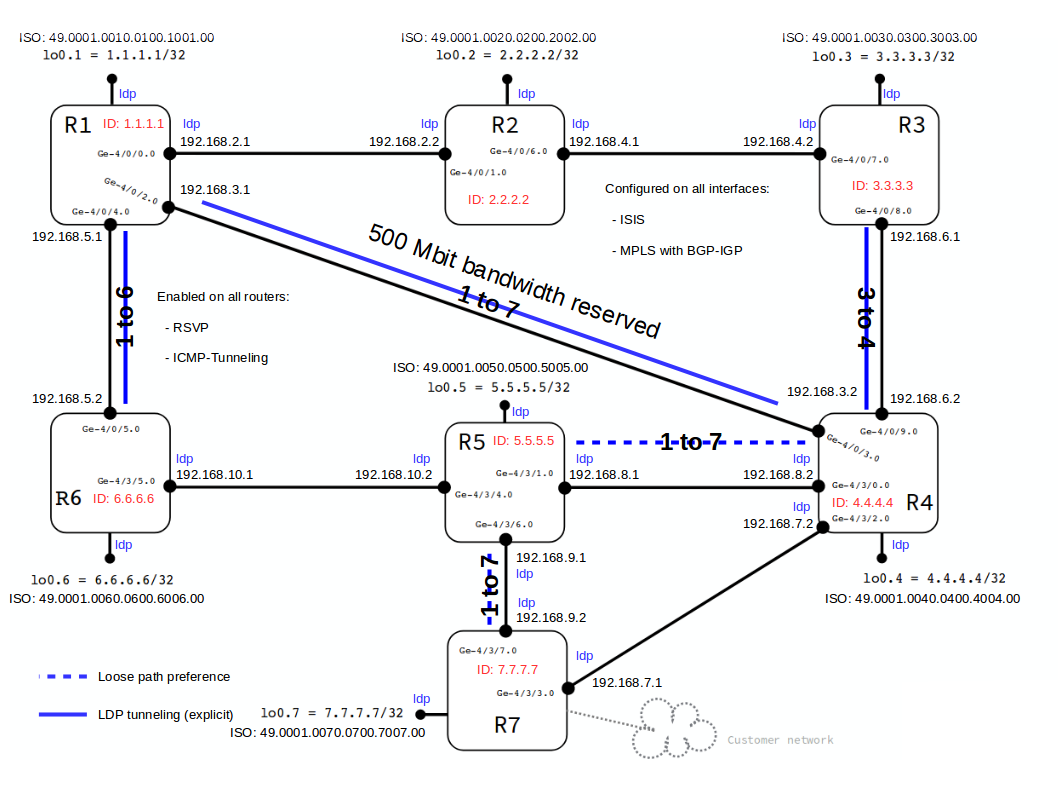 ISO: 49.0001.0010.0100.1001.00
lo0.1 = 1.1.1.1/32
ldp
R1 ID: 1.1.1.1
ldp
192.168.2.1
Ge-4/0/0.0
Ge-4/0/2.0
192.168.3.1
Ge-4/0/4.0
192.168.5.1
ISO: 49.0001.0020.0200.2002.00
lo0.2 = 2.2.2.2/32
ldp
R2
ldp
192.168.2.2
ldp
192.168.4.1
Ge-4/0/6.0
Ge-4/0/1.0
ID: 2.2.2.2
ISO: 49.0001.0030.0300.3003.00
lo0.3 = 3.3.3.3/32
ldp
ldp
192.168.4.2
R3
Ge-4/0/7.0
ID: 3.3.3.3
Ge-4/0/8.0
192.168.6.1
Configured on all interfaces:
- ISIS
- MPLS with BGP-IGP
500 Mbit bandwidth reserved
1 to 7
1 to 6
3 to 4
Enabled on all routers:
- RSVP
- ICMP-Tunneling
ISO: 49.0001.0050.0500.5005.00
lo0.5 = 5.5.5.5/32
ldp
192.168.3.2
192.168.6.2
192.168.5.2
Ge-4/0/5.0
ldp
192.168.10.1
Ge-4/3/5.0
R6 ID: 6.6.6.6
ldp
lo0.6 = 6.6.6.6/32
ISO: 49.0001.0060.0600.6006.00
R5 ID: 5.5.5.5
ldp
192.168.10.2
Ge-4/3/1.0
Ge-4/3/4.0
Ge-4/3/6.0
1 to 7
ldp
192.168.8.1
ldp
192.168.8.2
ldp
192.168.7.2
Ge-4/0/9.0
Ge-4/0/3.0
Ge-4/3/0.0
ID: 4.4.4.4 R4
Ge-4/3/2.0
ldp
lo0.4 = 4.4.4.4/32
ISO: 49.0001.0040.0400.4004.00
1 to 7
192.168.9.1
ldp
ldp
192.168.9.2
Ge-4/3/7.0
ID: 7.7.7.7
Ge-4/3/3.0
R7
ldp
192.168.7.1
ldp
lo0.7 = 7.7.7.7/32
ISO: 49.0001.0070.0700.7007.00
Customer network
Loose path preference
LDP tunneling (explicit)